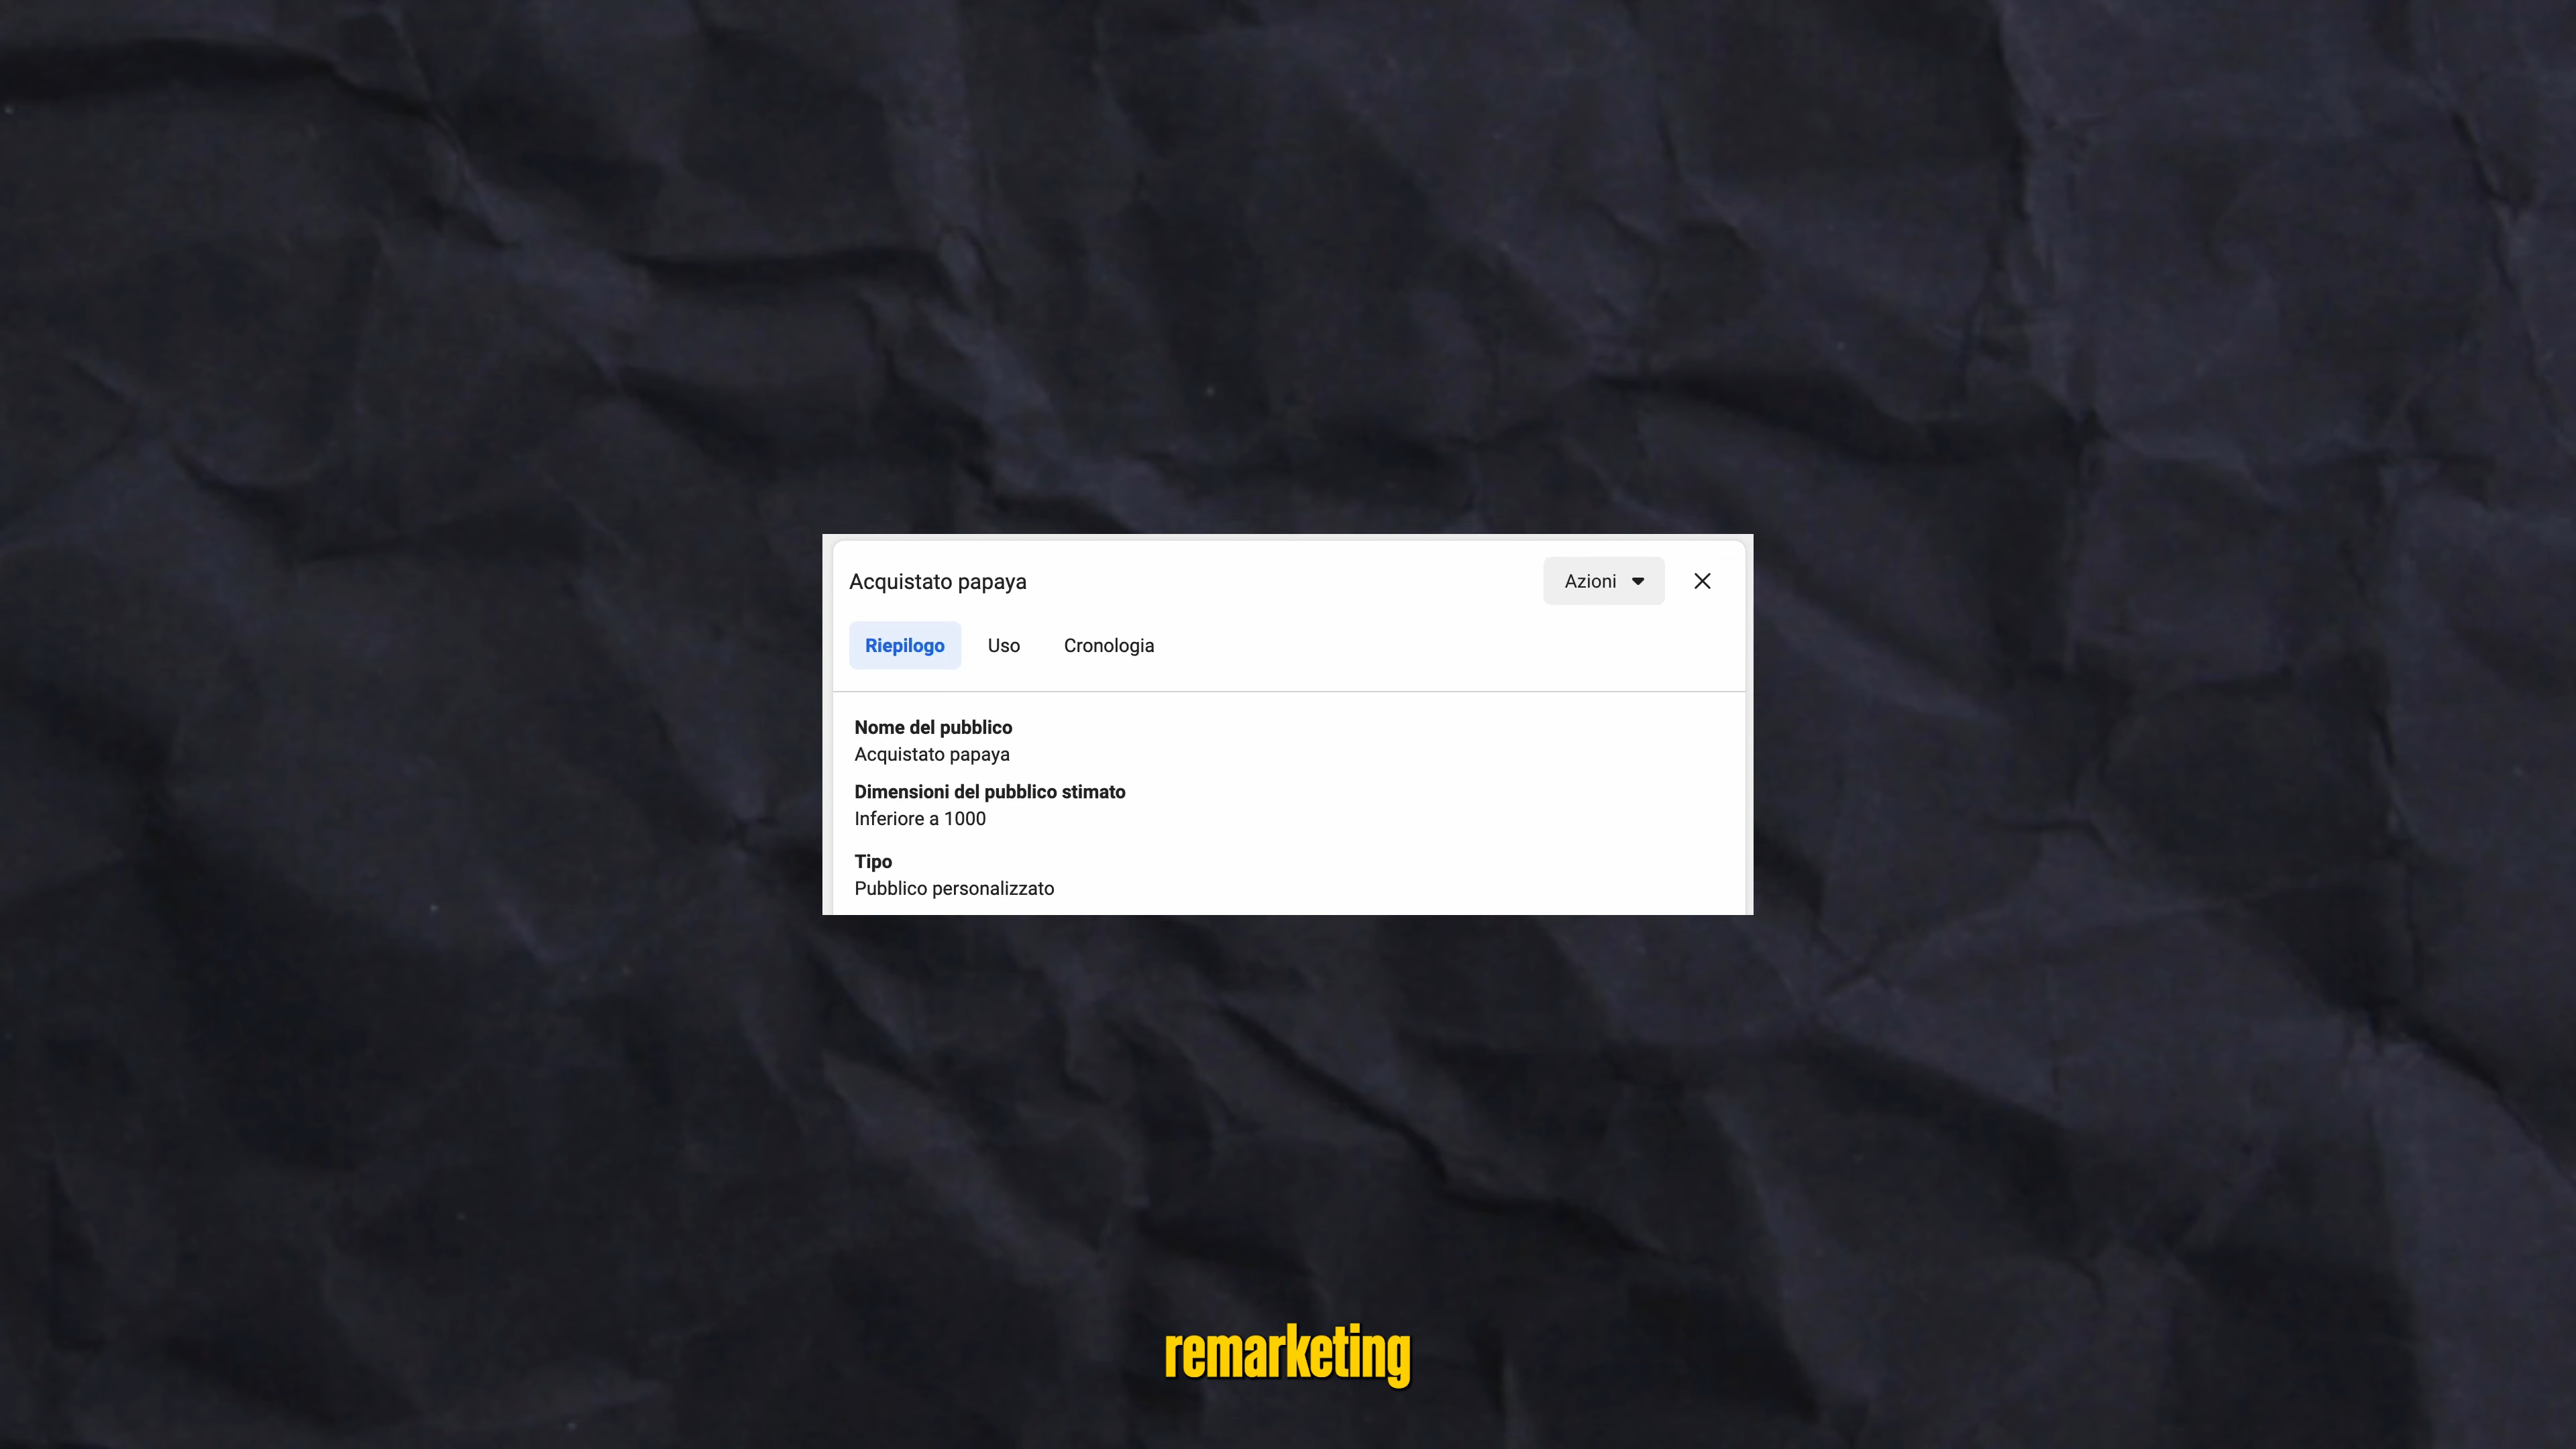 Acquistato papaya
Azioni
Riepilogo Uso Cronologia
Nome del pubblico
Acquistato papaya
Dimensioni del pubblico stimato
Inferiore a 1000
Tipo
Pubblico personalizzato
remarketing